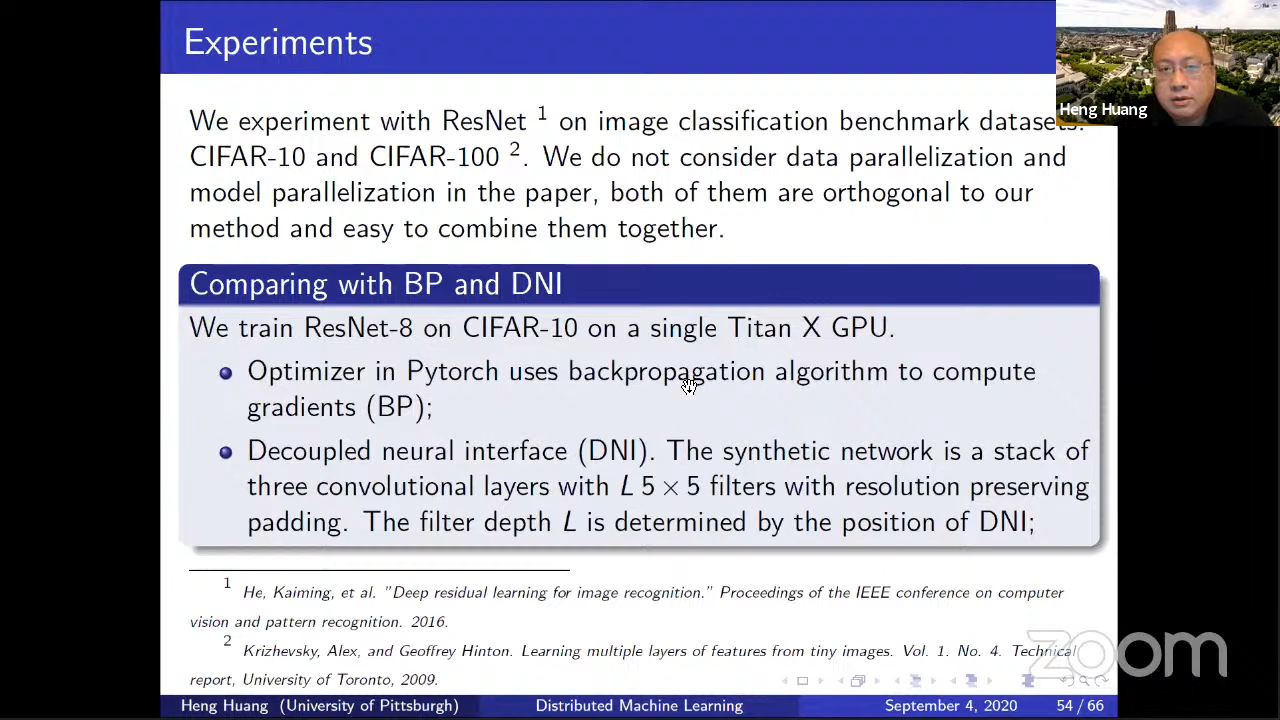 Experiments
Heng Huang
We experiment with ResNet 1 on image classification benchmark datasets:
CIFAR-10 and CIFAR-100 2. We do not consider data parallelization and
model parallelization in the paper, both of them are orthogonal to our
method and easy to combine them together.
Comparing with BP and DNI
We train ResNet-8 on CIFAR-10 on a single Titan X GPU.
Optimizer in Pytorch uses backpropagation algorithm to compute
gradients (BP);
Decoupled neural interface (DNI). The synthetic network is a stack of
three convolutional layers with L 5 × 5 filters with resolution preserving
padding. The filter depth L is determined by the position of DNI;
1 He, Kaiming, et al. "Deep residual learning for image recognition." Proceedings of the IEEE conference on computer
vision and pattern recognition. 2016.
2 Krizhevsky, Alex, and Geoffrey Hinton. Learning multiple layers of features from tiny images. Vol. 1. No. 4. Technical
report, University of Toronto, 2009.
zoom
Heng Huang (University of Pittsburgh) Distributed Machine Learning September 4, 2020 54 / 66